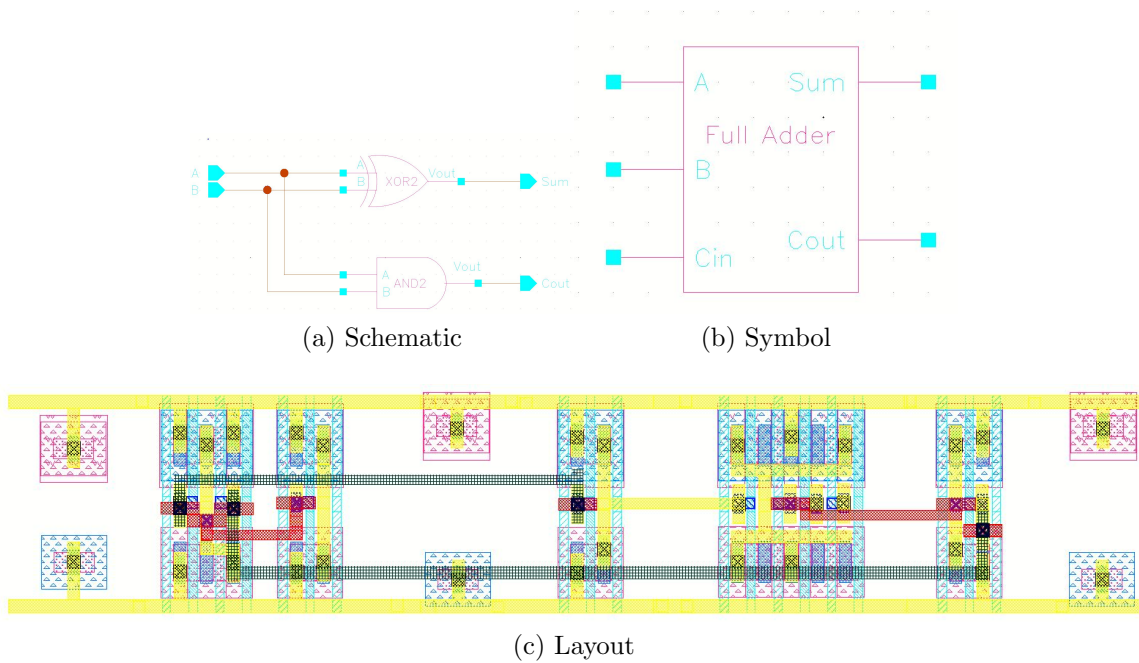 A
B
A
B
XOR2
Vout
Sum
A
B
AND2
Vout
Cout
(a) Schematic
A
Sum
Full Adder
B
Cin
Cout
(b) Symbol
(c) Layout